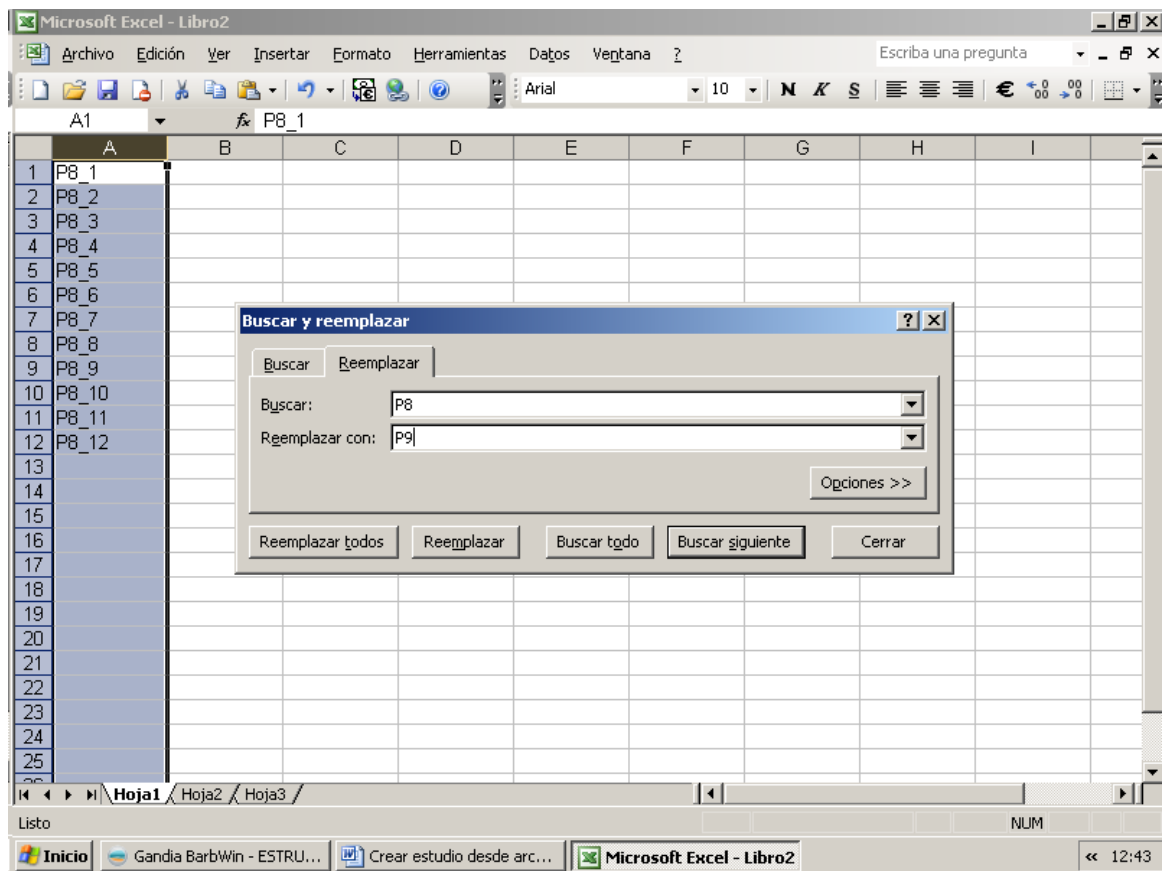 Microsoft Excel - Libro2
Archivo Edición Ver Insertar Formato Herramientas Datos Ventana ? Escriba una pregunta
Arial 10 N K S €
A1 fx P8_1
A B C D E F G H I
1 P8_1
2 P8_2
3 P8_3
4 P8_4
5 P8_5
6 P8_6
7 P8_7
8 P8_8
9 P8_9
10 P8_10
11 P8_11
12 P8_12
13
14
15
16
17
18
19
20
21
22
23
24
25
Buscar y reemplazar
Buscar Reemplazar
Buscar: P8
Reemplazar con: P9
Opciones >>
Reemplazar todos Reemplazar Buscar todo Buscar siguiente Cerrar
Hoja1 Hoja2 Hoja3
Listo NUM
Inicio Gandia BarbWin - ESTRU... Crear estudio desde arc... Microsoft Excel - Libro2 « 12:43